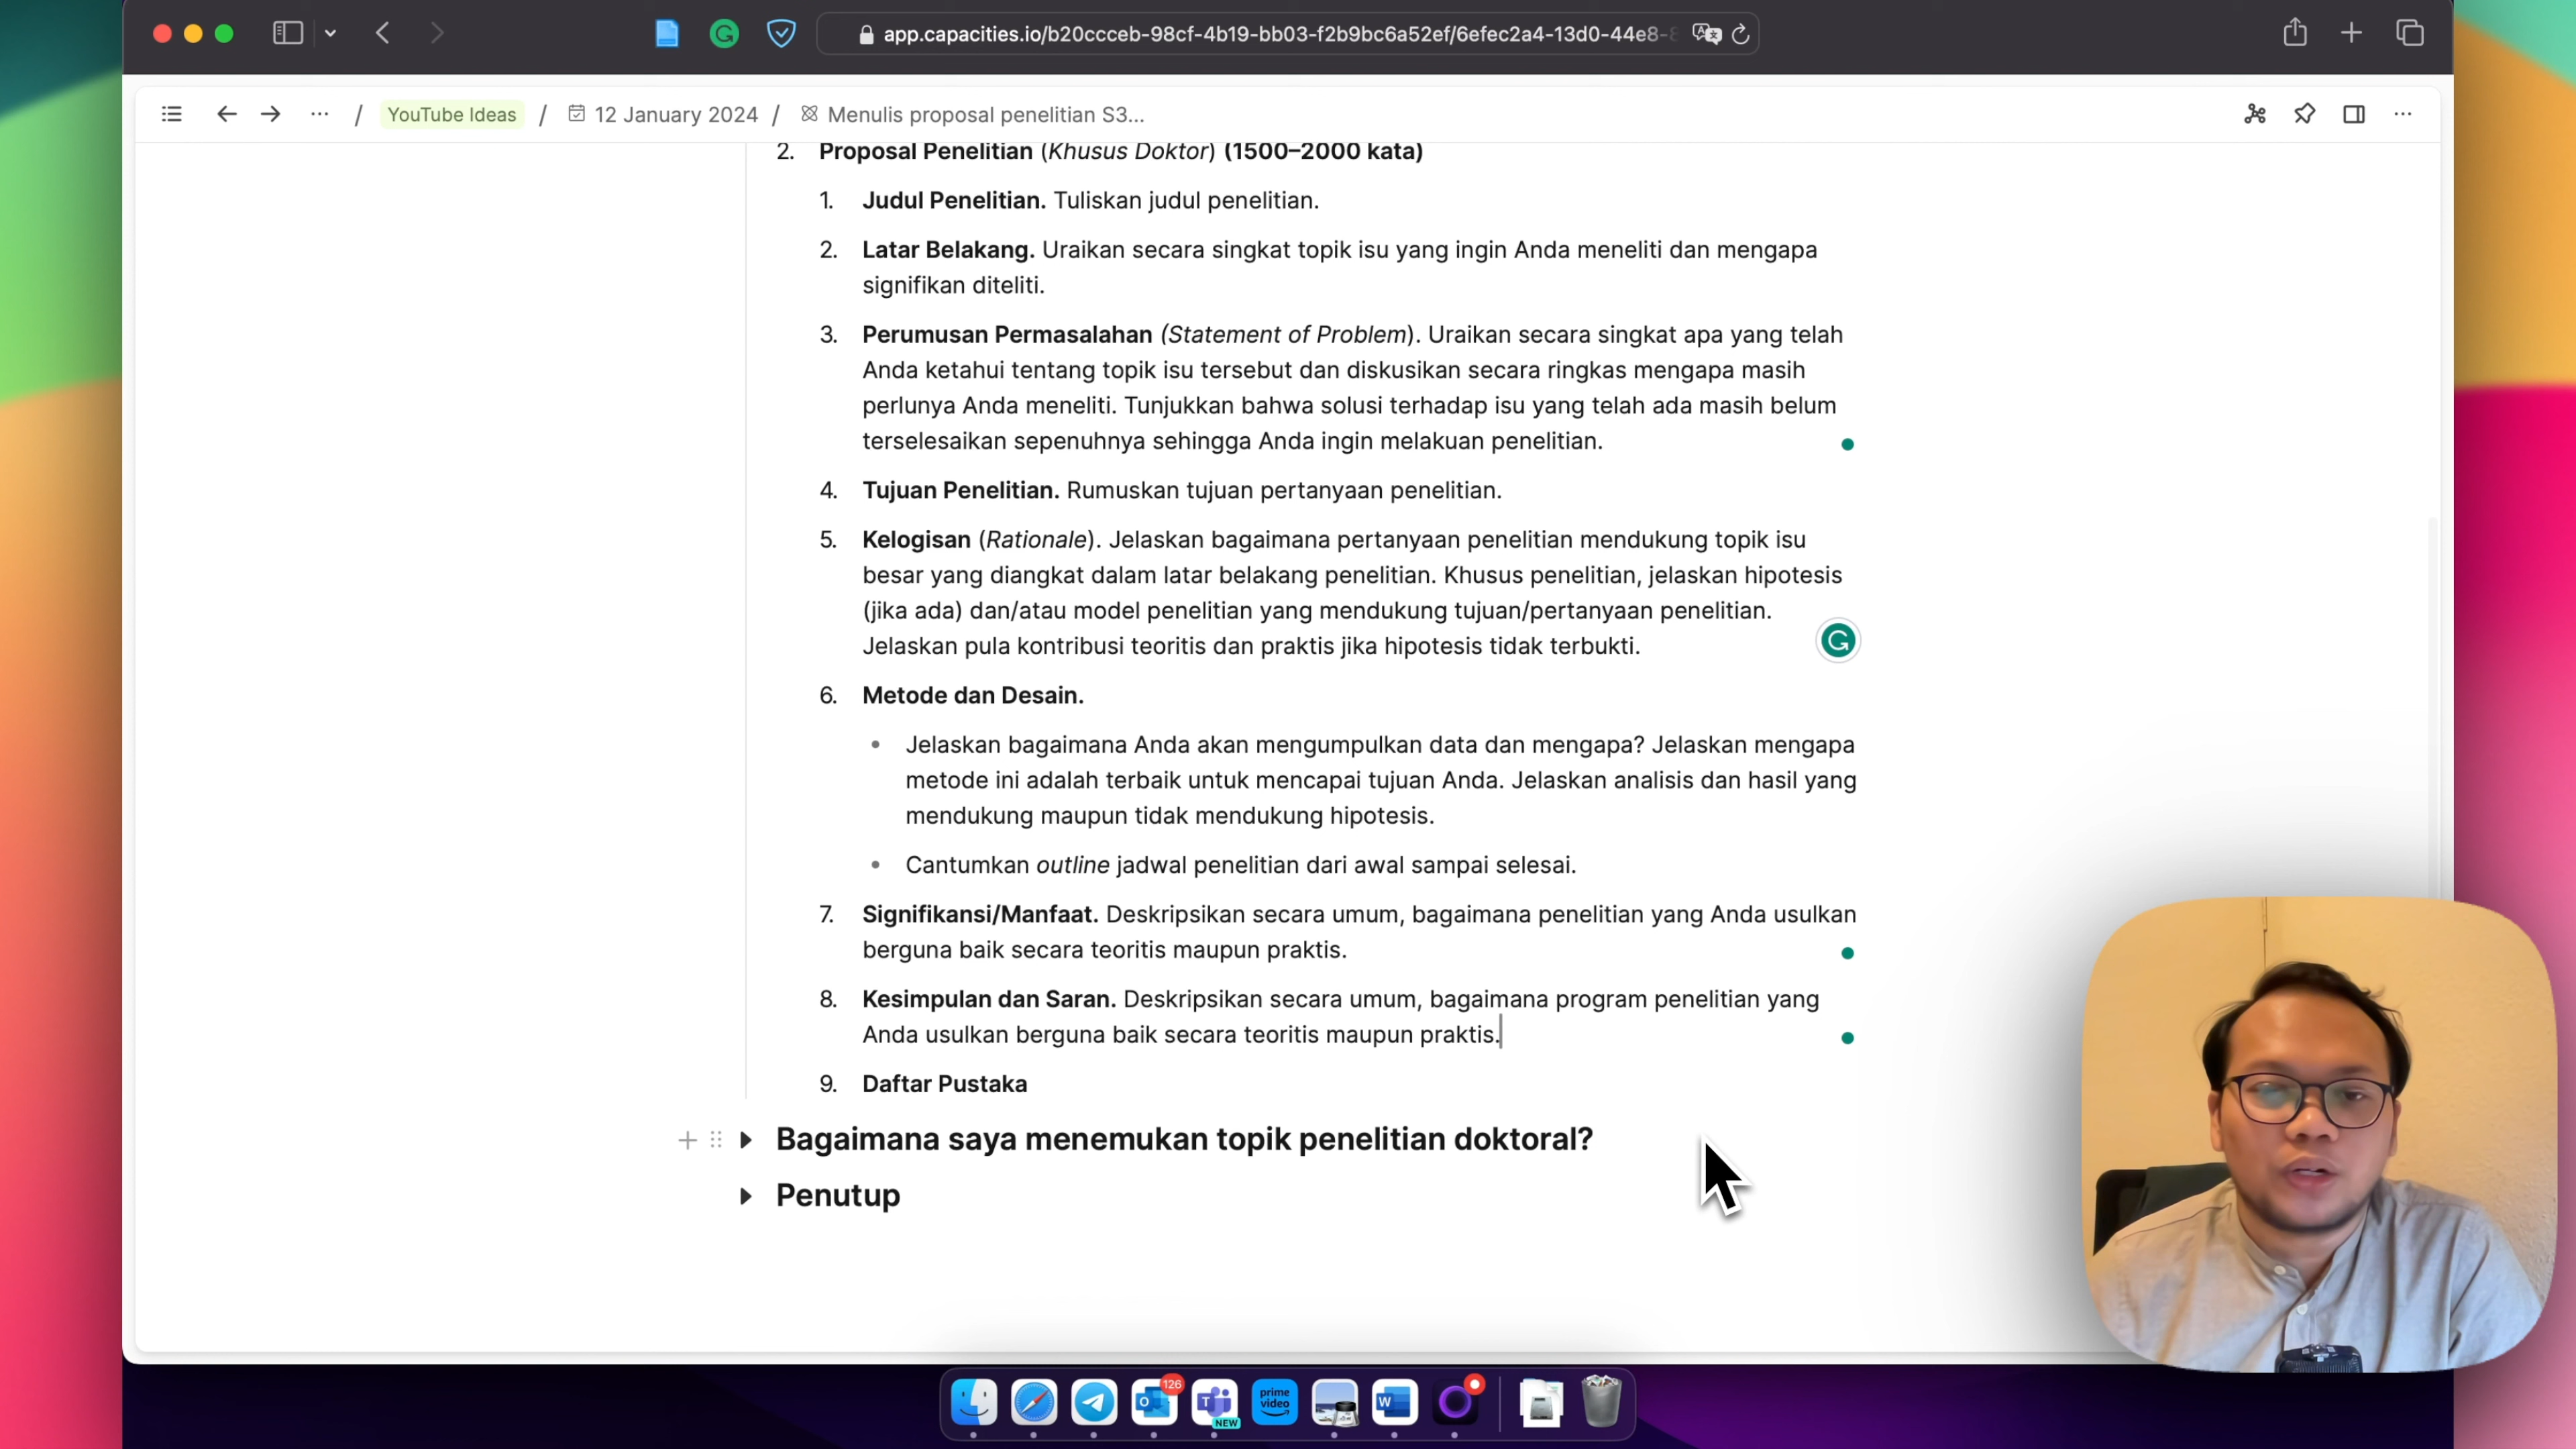 app.capacities.io/b20ccceb-98cf-4b19-bb03-f2b9bc6a52ef/6efec2a4-13d0-44e8-8
/ YouTube Ideas / 12 January 2024 / Menulis proposal penelitian S3...
2. Proposal Penelitian (Khusus Doktor) (1500–2000 kata)
1. Judul Penelitian. Tuliskan judul penelitian.
2. Latar Belakang. Uraikan secara singkat topik isu yang ingin Anda meneliti dan mengapa
signifikan diteliti.
3. Perumusan Permasalahan (Statement of Problem). Uraikan secara singkat apa yang telah
Anda ketahui tentang topik isu tersebut dan diskusikan secara ringkas mengapa masih
perlunya Anda meneliti. Tunjukkan bahwa solusi terhadap isu yang telah ada masih belum
terselesaikan sepenuhnya sehingga Anda ingin melakuan penelitian.
4. Tujuan Penelitian. Rumuskan tujuan pertanyaan penelitian.
5. Kelogisan (Rationale). Jelaskan bagaimana pertanyaan penelitian mendukung topik isu
besar yang diangkat dalam latar belakang penelitian. Khusus penelitian, jelaskan hipotesis
(jika ada) dan/atau model penelitian yang mendukung tujuan/pertanyaan penelitian.
Jelaskan pula kontribusi teoritis dan praktis jika hipotesis tidak terbukti.
6. Metode dan Desain.
• Jelaskan bagaimana Anda akan mengumpulkan data dan mengapa? Jelaskan mengapa
metode ini adalah terbaik untuk mencapai tujuan Anda. Jelaskan analisis dan hasil yang
mendukung maupun tidak mendukung hipotesis.
• Cantumkan outline jadwal penelitian dari awal sampai selesai.
7. Signifikansi/Manfaat. Deskripsikan secara umum, bagaimana penelitian yang Anda usulkan
berguna baik secara teoritis maupun praktis.
8. Kesimpulan dan Saran. Deskripsikan secara umum, bagaimana program penelitian yang
Anda usulkan berguna baik secara teoritis maupun praktis.
9. Daftar Pustaka
Bagaimana saya menemukan topik penelitian doktoral?
Penutup
126
NEW
prime video
W